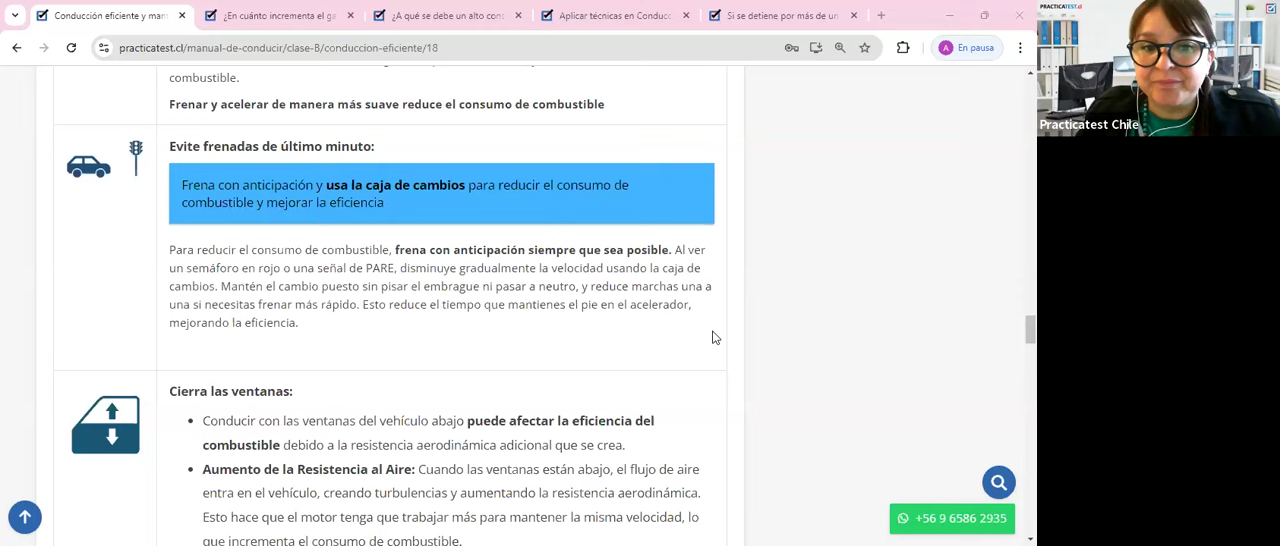 Conducción eficiente y mant
¿En cuánto incrementa el ga
¿A qué se debe un alto con
Aplicar técnicas en Conducc
Si se detiene por más de un
practicatest.cl/manual-de-conducir/clase-B/conduccion-eficiente/18
A
En pausa
PRACTICATEST.cl
Practicatest Chile
combustible.
Frenar y acelerar de manera más suave reduce el consumo de combustible
Evite frenadas de último minuto:
Frena con anticipación y usa la caja de cambios para reducir el consumo de
combustible y mejorar la eficiencia
Para reducir el consumo de combustible, frena con anticipación siempre que sea posible. Al ver
un semáforo en rojo o una señal de PARE, disminuye gradualmente la velocidad usando la caja de
cambios. Mantén el cambio puesto sin pisar el embrague ni pasar a neutro, y reduce marchas una a
una si necesitas frenar más rápido. Esto reduce el tiempo que mantienes el pie en el acelerador,
mejorando la eficiencia.
Cierra las ventanas:
Conducir con las ventanas del vehículo abajo puede afectar la eficiencia del
combustible debido a la resistencia aerodinámica adicional que se crea.
Aumento de la Resistencia al Aire: Cuando las ventanas están abajo, el flujo de aire
entra en el vehículo, creando turbulencias y aumentando la resistencia aerodinámica.
Esto hace que el motor tenga que trabajar más para mantener la misma velocidad, lo
que incrementa el consumo de combustible.
+56 9 6586 2935